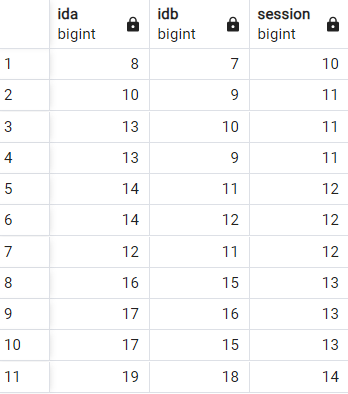 ida idb session
bigint bigint bigint
1 8 7 10
2 10 9 11
3 13 10 11
4 13 9 11
5 14 11 12
6 14 12 12
7 12 11 12
8 16 15 13
9 17 16 13
10 17 15 13
11 19 18 14